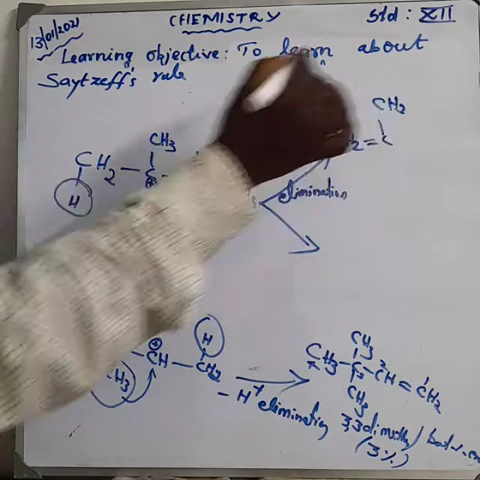 CHEMISTRY
Std : XII
13/01/2021
Learning objective : To learn about
Saytzeff's rule
CH3
CH2 — C —
H
CH2
2 = C
elimination
H
CH3
⊕CH — CH2
- H+
elimination
CH3
CH3 - C - CH = CH2
CH3
(3%)